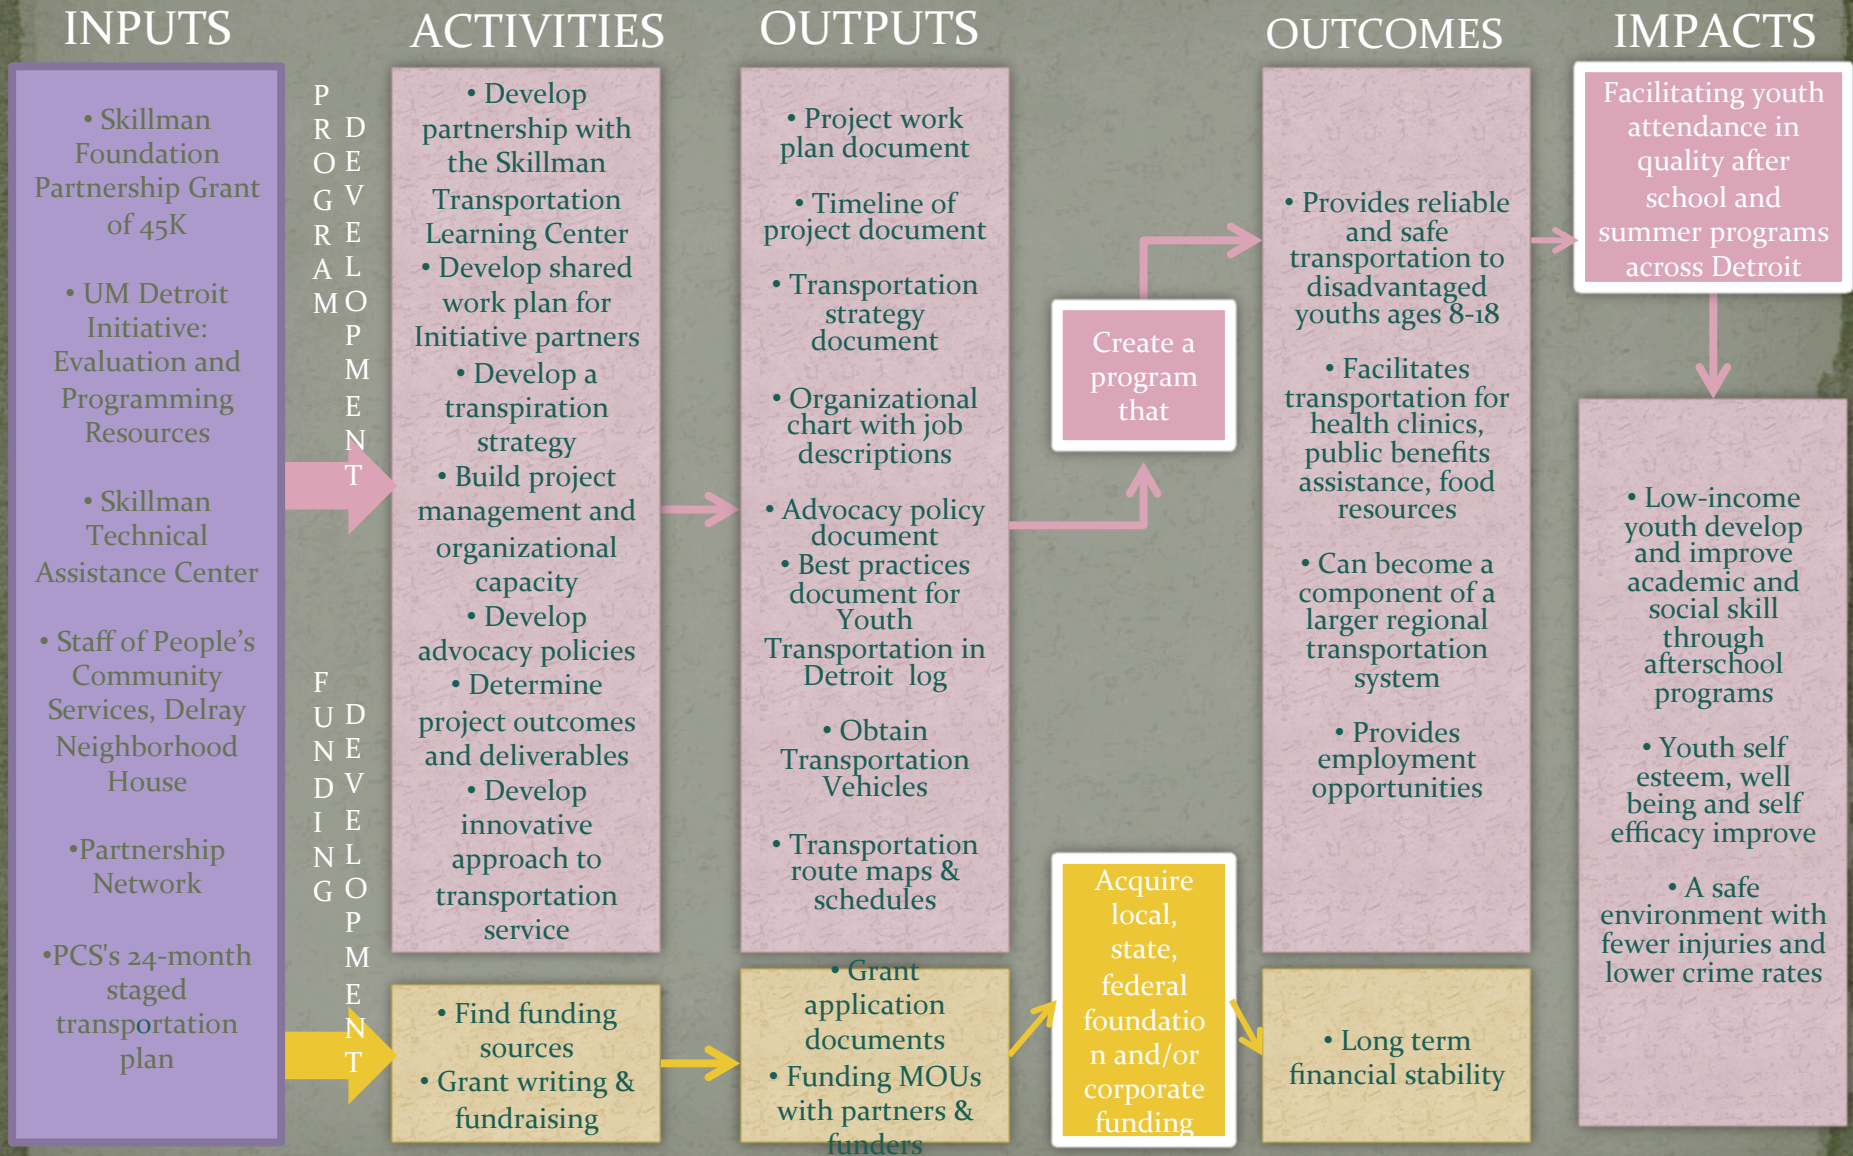 INPUTS
• Skillman
Foundation
Partnership Grant
of 45K
• UM Detroit
Initiative:
Evaluation and
Programming
Resources
• Skillman
Technical
Assistance Center
• Staff of People’s
Community
Services, Delray
Neighborhood
House
•Partnership
Network
•PCS's 24-month
staged
transportation
plan
PROGRAM
DEVELOPMENT
FUNDING
DEVELOPMENT
ACTIVITIES
• Develop
partnership with
the Skillman
Transportation
Learning Center
• Develop shared
work plan for
Initiative partners
• Develop a
transpiration
strategy
• Build project
management and
organizational
capacity
• Develop
advocacy policies
• Determine
project outcomes
and deliverables
• Develop
innovative
approach to
transportation
service
• Find funding
sources
• Grant writing &
fundraising
OUTPUTS
• Project work
plan document
• Timeline of
project document
• Transportation
strategy
document
• Organizational
chart with job
descriptions
• Advocacy policy
document
• Best practices
document for
Youth
Transportation in
Detroit log
• Obtain
Transportation
Vehicles
• Transportation
route maps &
schedules
• Grant
application
documents
• Funding MOUs
with partners &
funders
Create a
program
that
Acquire
local,
state,
federal
foundatio
n and/or
corporate
funding
OUTCOMES
• Provides reliable
and safe
transportation to
disadvantaged
youths ages 8-18
• Facilitates
transportation for
health clinics,
public benefits
assistance, food
resources
• Can become a
component of a
larger regional
transportation
system
• Provides
employment
opportunities
• Long term
financial stability
IMPACTS
Facilitating youth
attendance in
quality after
school and
summer programs
across Detroit
• Low-income
youth develop
and improve
academic and
social skill
through
afterschool
programs
• Youth self
esteem, well
being and self
efficacy improve
• A safe
environment with
fewer injuries and
lower crime rates